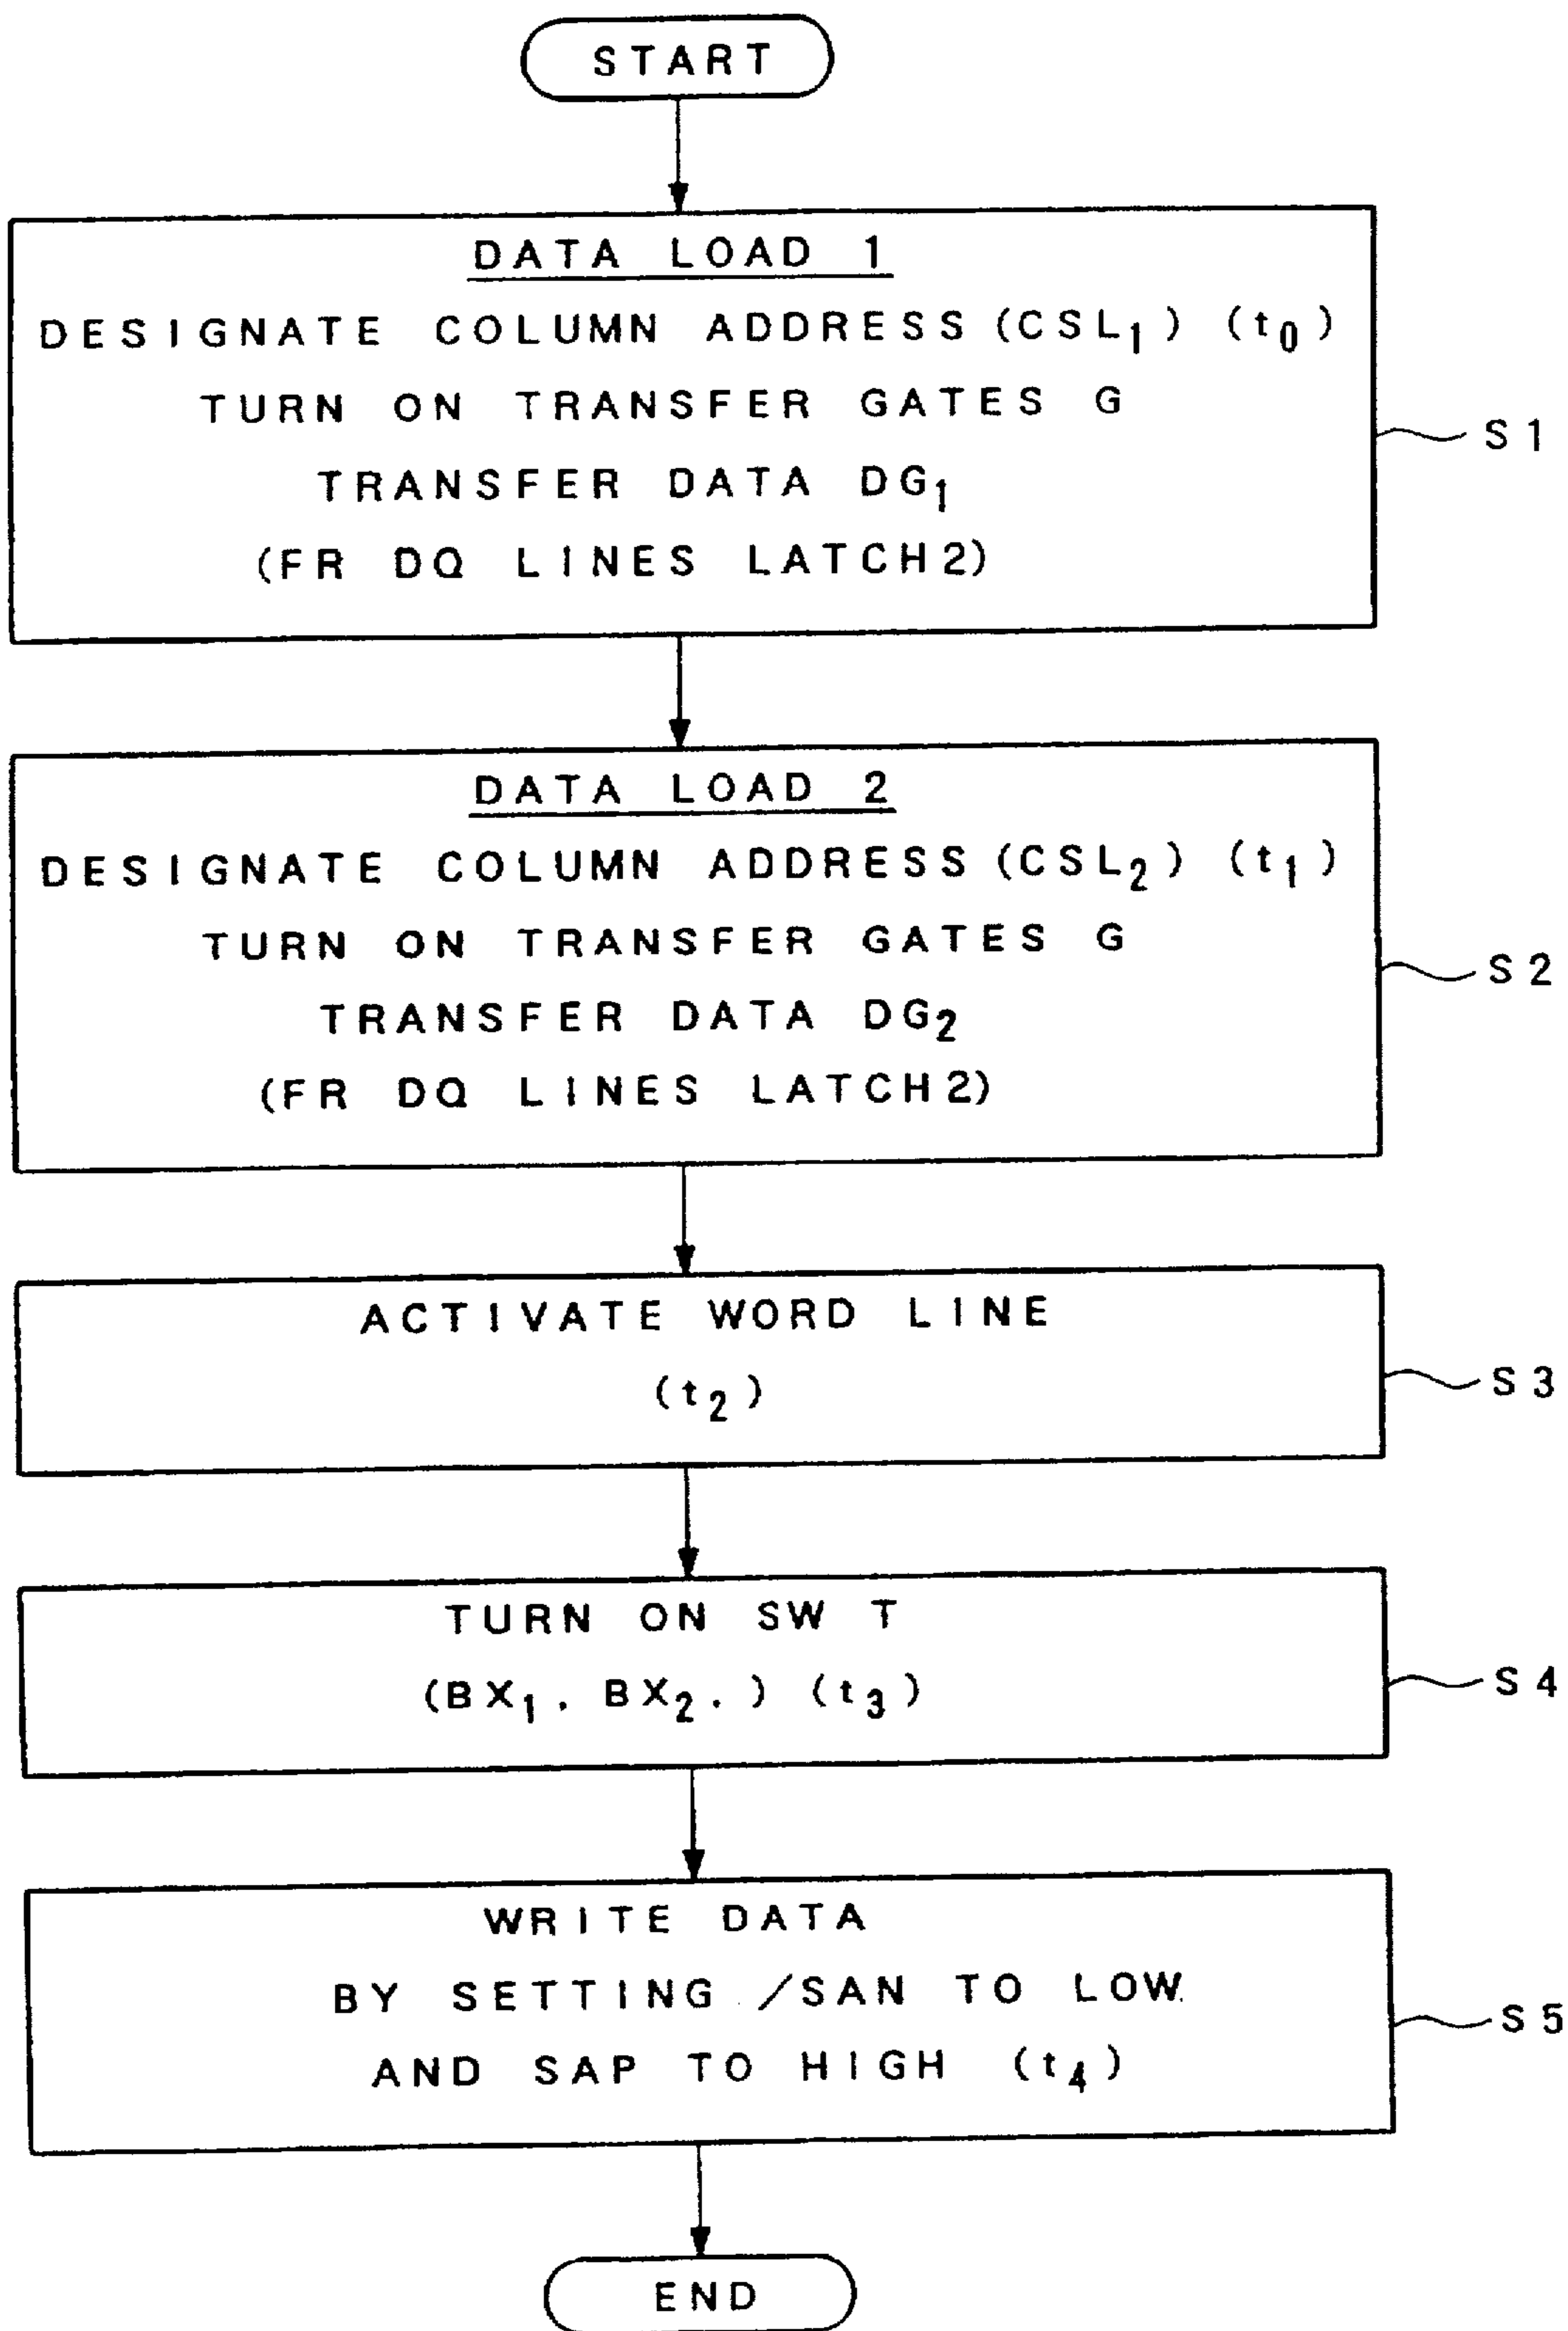 START
DATA LOAD 1
DESIGNATE COLUMN ADDRESS (CSL₁) (t₀)
TURN ON TRANSFER GATES G
TRANSFER DATA DG₁
(FR DQ LINES LATCH2)
S1
DATA LOAD 2
DESIGNATE COLUMN ADDRESS (CSL₂) (t₁)
TURN ON TRANSFER GATES G
TRANSFER DATA DG₂
(FR DQ LINES LATCH2)
S2
ACTIVATE WORD LINE
(t₂)
S3
TURN ON SW T
(BX₁. BX₂.) (t₃)
S4
WRITE DATA
BY SETTING /SAN TO LOW.
AND SAP TO HIGH (t₄)
S5
END